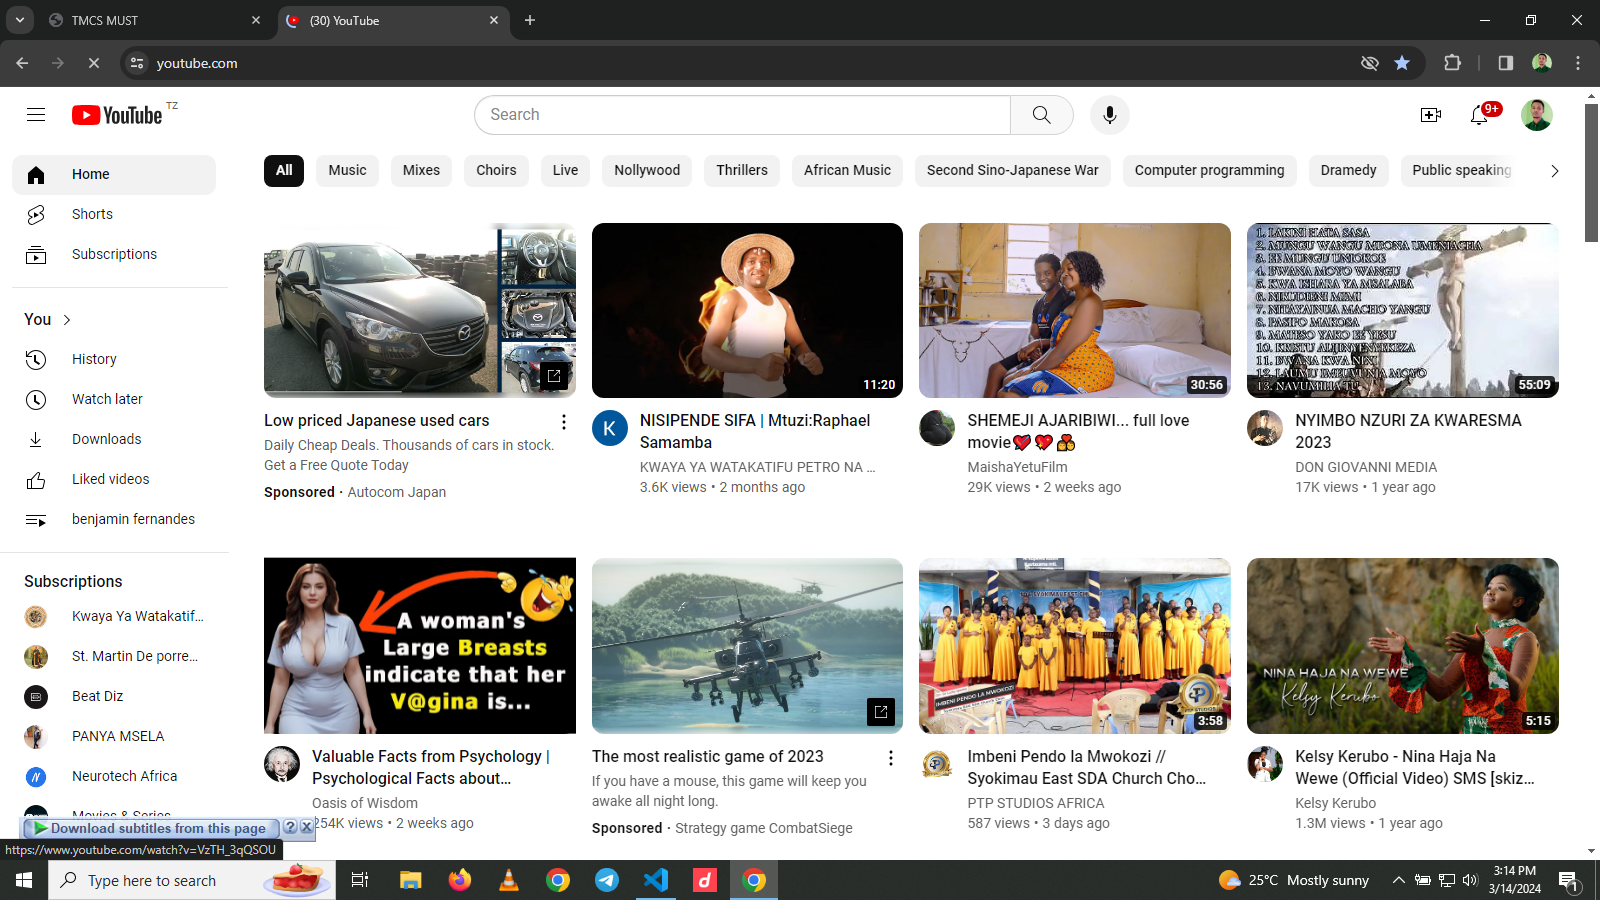 TMCS MUST
(30) YouTube
youtube.com
YouTube TZ
Search
9+
Home
Shorts
Subscriptions
You
History
Watch later
Downloads
Liked videos
benjamin fernandes
Subscriptions
Kwaya Ya Watakatif...
St. Martin De porre...
Beat Diz
PANYA MSELA
Neurotech Africa
Movies & Series
All
Music
Mixes
Choirs
Live
Nollywood
Thrillers
African Music
Second Sino-Japanese War
Computer programming
Dramedy
Public speaking
Low priced Japanese used cars
Daily Cheap Deals. Thousands of cars in stock.
Get a Free Quote Today
Sponsored · Autocom Japan
11:20
K
NISIPENDE SIFA | Mtuzi:Raphael
Samamba
KWAYA YA WATAKATIFU PETRO NA ...
3.6K views • 2 months ago
30:56
SHEMEJI AJARIBIWI... full love
movie💘💖💑
MaishaYetuFilm
29K views • 2 weeks ago
1. LAKINI HATA SASA
2. MUNGU WANGU MBONA UMENIACHA
3. EE MUNGU UNIOKOE
4. BWANA MOYO WANGU
5. KWA ISHARA YA MSALABA
6. NIKUDIENI MIMI
7. NITAYAINUA MACHO YANGU
8. PASIPO MAKOSA
9. MATESO YAKO EE YESU
10. KRISTU ALIJINYENYEKEZA
11. BWANA KWA NINI
12. LAUMU IMEUVUNJA MOYO
13. NAVUMILIA TU
55:09
NYIMBO NZURI ZA KWARESMA
2023
DON GIOVANNI MEDIA
17K views • 1 year ago
A woman's
Large Breasts
indicate that her
V@gina is...
Valuable Facts from Psychology |
Psychological Facts about...
Oasis of Wisdom
254K views • 2 weeks ago
The most realistic game of 2023
If you have a mouse, this game will keep you
awake all night long.
Sponsored · Strategy game CombatSiege
IMBENI PENDO LA MWOKOZI
PTP STUDIOS
3:58
Imbeni Pendo la Mwokozi //
Syokimau East SDA Church Cho...
PTP STUDIOS AFRICA
587 views • 3 days ago
NINA HAJA NA WEWE
Kelsy Kerubo
5:15
Kelsy Kerubo - Nina Haja Na
Wewe (Official Video) SMS [skiz...
Kelsy Kerubo
1.3M views • 1 year ago
Download subtitles from this page
https://www.youtube.com/watch?v=VzTH_3qQSOU
Type here to search
25°C Mostly sunny
3:14 PM
3/14/2024
1